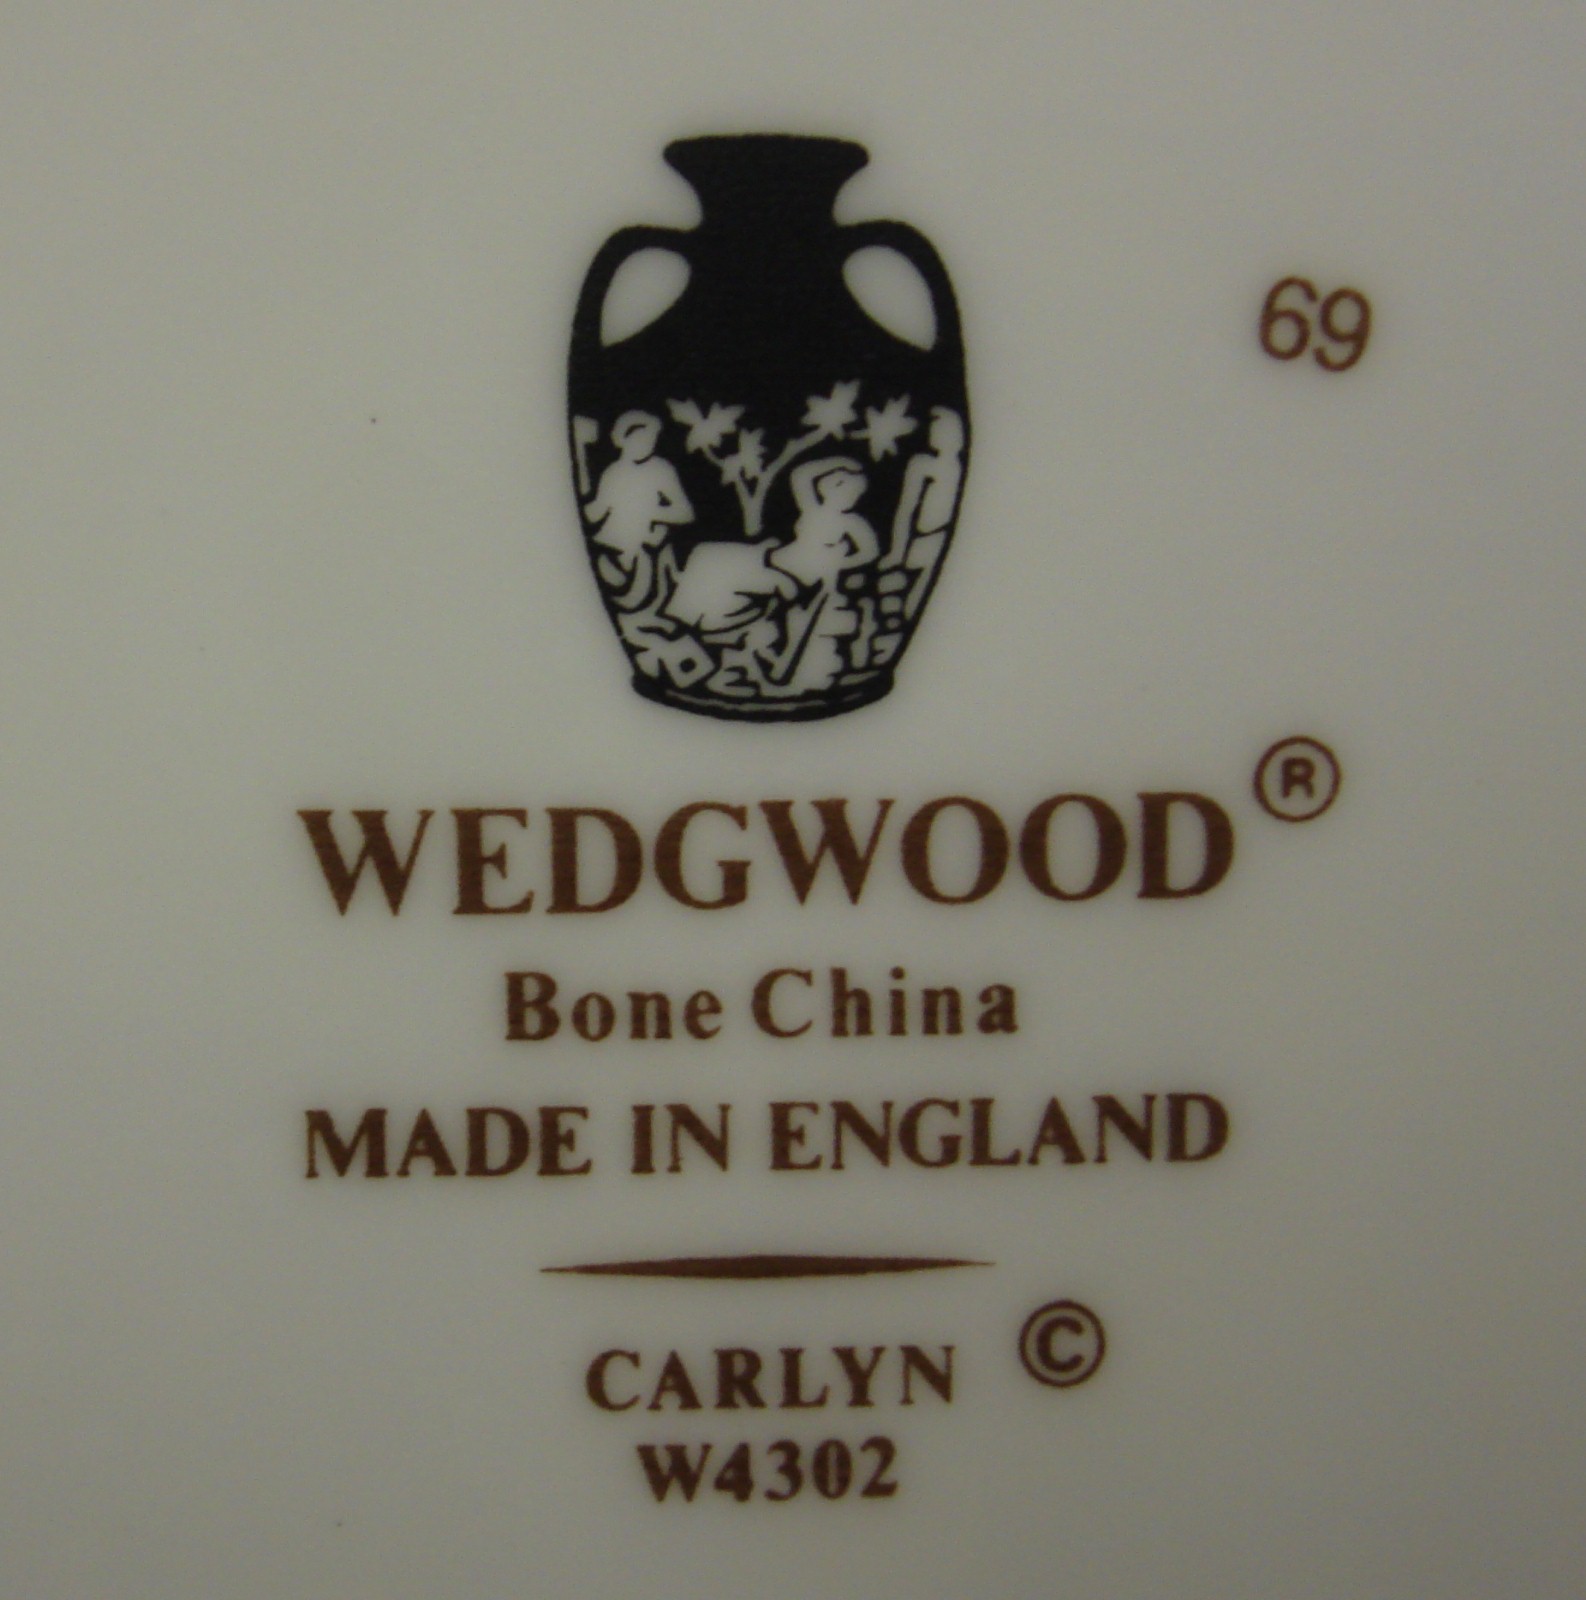 69
WEDGWOOD®
Bone China
MADE IN ENGLAND
CARLYN ©
W4302